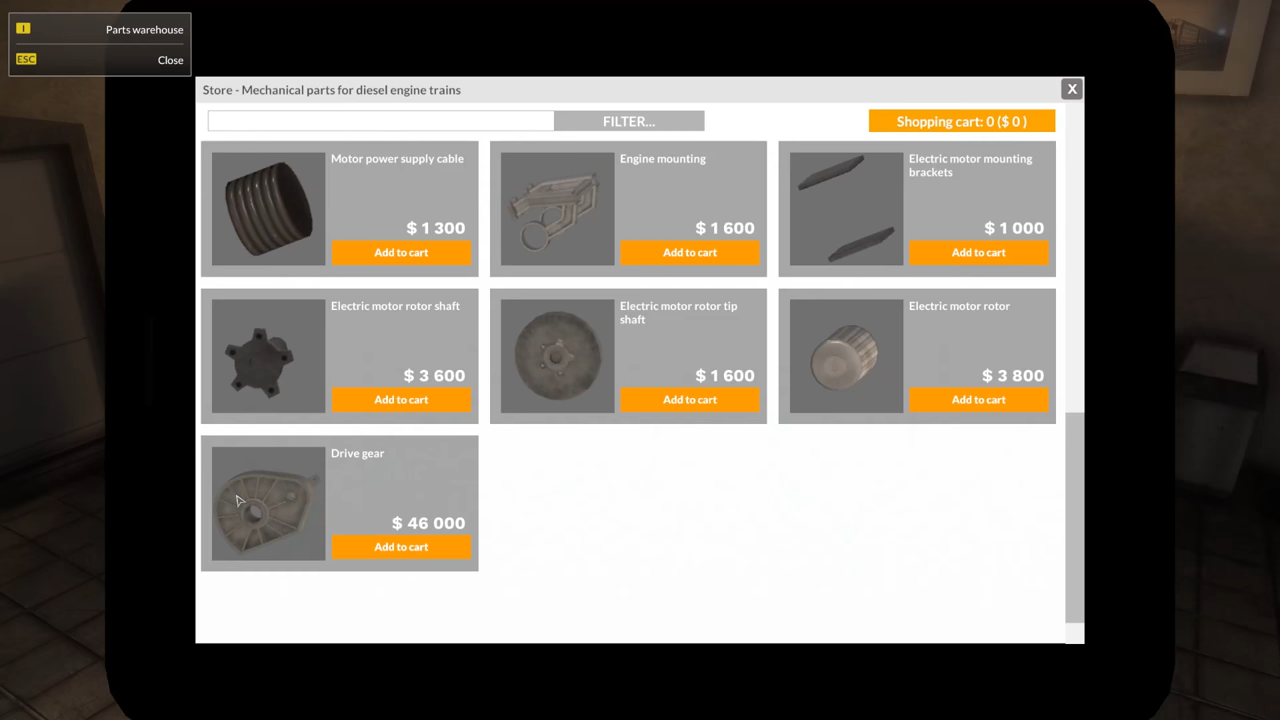 I Parts warehouse
ESC Close
Store - Mechanical parts for diesel engine trains
X
FILTER...
Shopping cart: 0 ($ 0 )
Motor power supply cable
$ 1 300
Add to cart
Engine mounting
$ 1 600
Add to cart
Electric motor mounting
brackets
$ 1 000
Add to cart
Electric motor rotor shaft
$ 3 600
Add to cart
Electric motor rotor tip
shaft
$ 1 600
Add to cart
Electric motor rotor
$ 3 800
Add to cart
Drive gear
$ 46 000
Add to cart